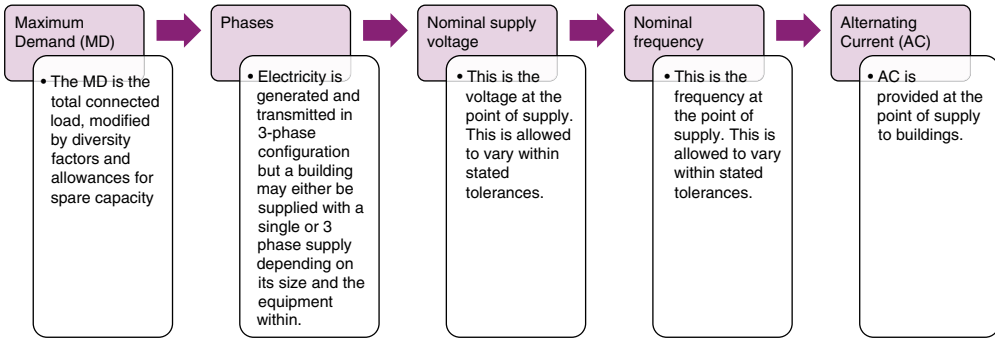 Maximum
Demand (MD)
• The MD is the
total connected
load, modified
by diversity
factors and
allowances for
spare capacity
Phases
• Electricity is
generated and
transmitted in
3-phase
configuration
but a building
may either be
supplied with a
single or 3
phase supply
depending on
its size and the
equipment
within.
Nominal supply
voltage
• This is the
voltage at the
point of supply.
This is allowed
to vary within
stated
tolerances.
Nominal
frequency
• This is the
frequency at
the point of
supply. This is
allowed to vary
within stated
tolerances.
Alternating
Current (AC)
• AC is
provided at the
point of supply
to buildings.